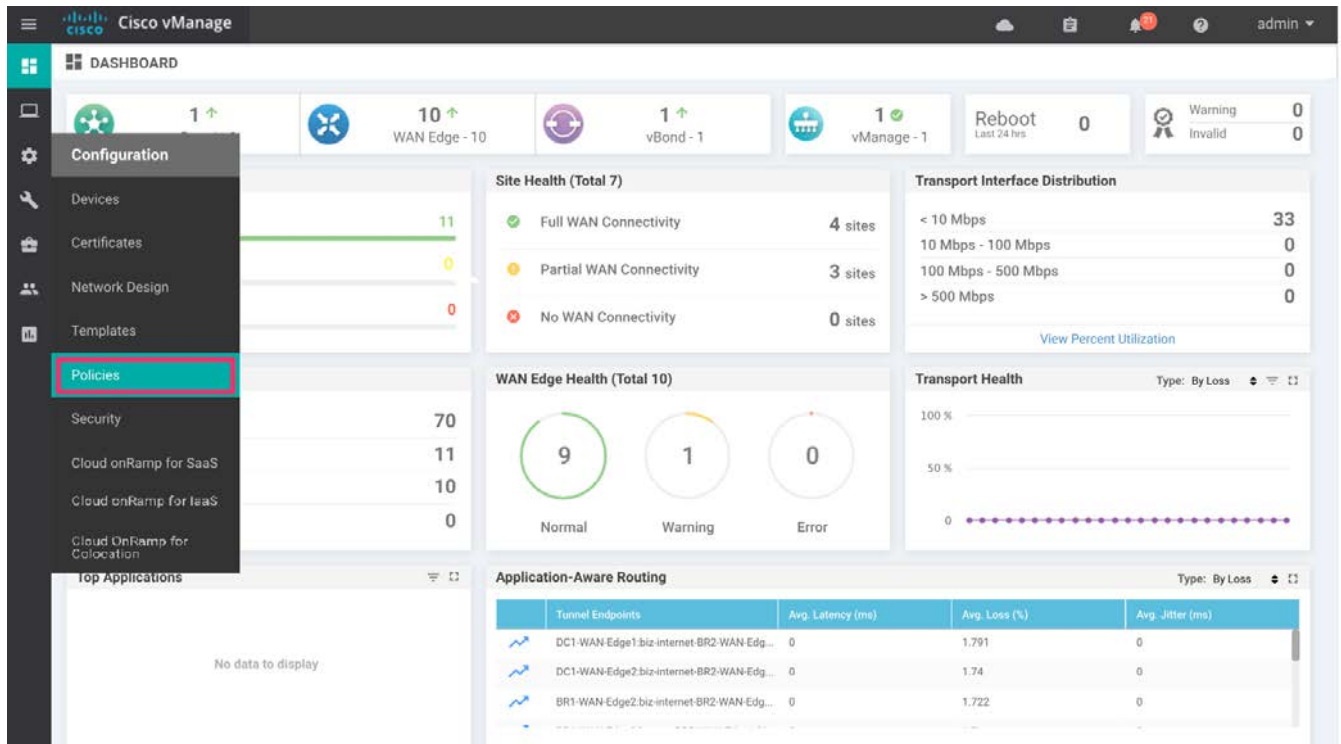 cisco Cisco vManage
21
admin
DASHBOARD
1
10
WAN Edge - 10
1
vBond - 1
1
vManage - 1
Reboot
Last 24 hrs
0
Warning 0
Invalid 0
Configuration
Devices
Certificates
Network Design
Templates
Policies
Security
Cloud onRamp for SaaS
Cloud onRamp for IaaS
Cloud OnRamp for
Colocation
11
0
0
Site Health (Total 7)
Full WAN Connectivity 4 sites
Partial WAN Connectivity 3 sites
No WAN Connectivity 0 sites
Transport Interface Distribution
< 10 Mbps 33
10 Mbps - 100 Mbps 0
100 Mbps - 500 Mbps 0
> 500 Mbps 0
View Percent Utilization
70
11
10
0
WAN Edge Health (Total 10)
9 1 0
Normal Warning Error
Transport Health Type: By Loss
100 %
50 %
0
Top Applications
No data to display
Application-Aware Routing Type: By Loss
Tunnel Endpoints Avg. Latency (ms) Avg. Loss (%) Avg. Jitter (ms)
DC1-WAN-Edge1:biz-internet-BR2-WAN-Edg... 0 1.791 0
DC1-WAN-Edge2:biz-internet-BR2-WAN-Edg... 0 1.74 0
BR1-WAN-Edge2:biz-internet-BR2-WAN-Edg... 0 1.722 0